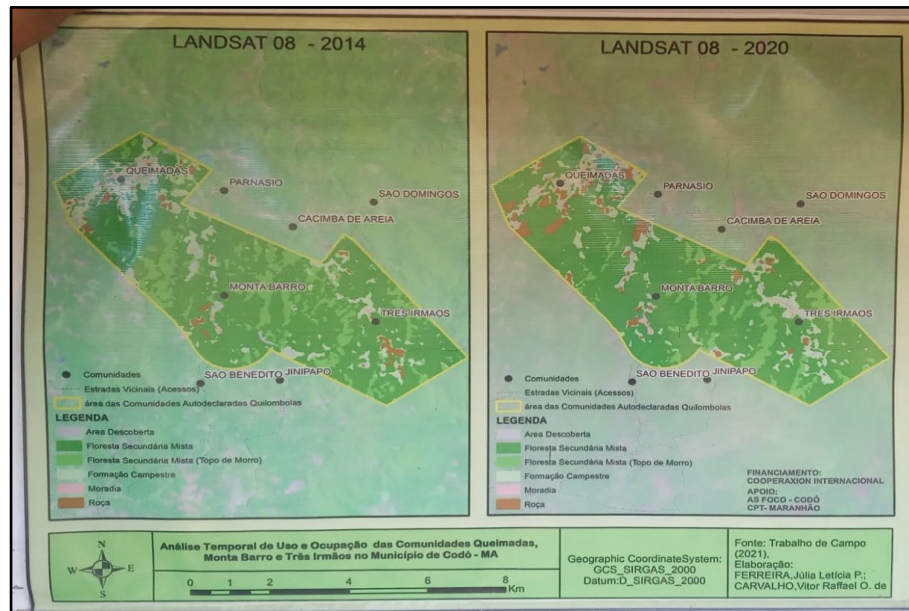 LANDSAT 08 - 2014
QUEIMADAS
PARNASIO
SAO DOMINGOS
CACIMBA DE AREIA
MONTA BARRO
TRES IRMAOS
SAO BENEDITO
JINIPAPO
Comunidades
Estradas Vicinais (Acessos)
área das Comunidades Autodeclaradas Quilombolas
LEGENDA
Area Descoberta
Floresta Secundária Mista
Floresta Secundária Mista (Topo de Morro)
Formação Campestre
Moradia
Roça
LANDSAT 08 - 2020
QUEIMADAS
PARNASIO
SAO DOMINGOS
CACIMBA DE AREIA
MONTA BARRO
TRES IRMAOS
SAO BENEDITO
JINIPAPO
Comunidades
Estradas Vicinais (Acessos)
área das Comunidades Autodeclaradas Quilombolas
LEGENDA
Area Descoberta
Floresta Secundária Mista
Floresta Secundária Mista (Topo de Morro)
Formação Campestre
Moradia
Roça
FINANCIAMENTO:
COOPERAXION INTERNACIONAL
APOIO:
AS FOCO - CODÓ
CPT- MARANHÃO
N
W E
S
Análise Temporal de Uso e Ocupação das Comunidades Queimadas,
Monta Barro e Três Irmãos no Município de Codó - MA
0 1 2 4 6 8
Km
Geographic CoordinateSystem:
GCS_SIRGAS_2000
Datum:D_SIRGAS_2000
Fonte: Trabalho de Campo
(2021),
Elaboração:
FERREIRA,Júlia Letícia P.;
CARVALHO,Vitor Raffael O. de